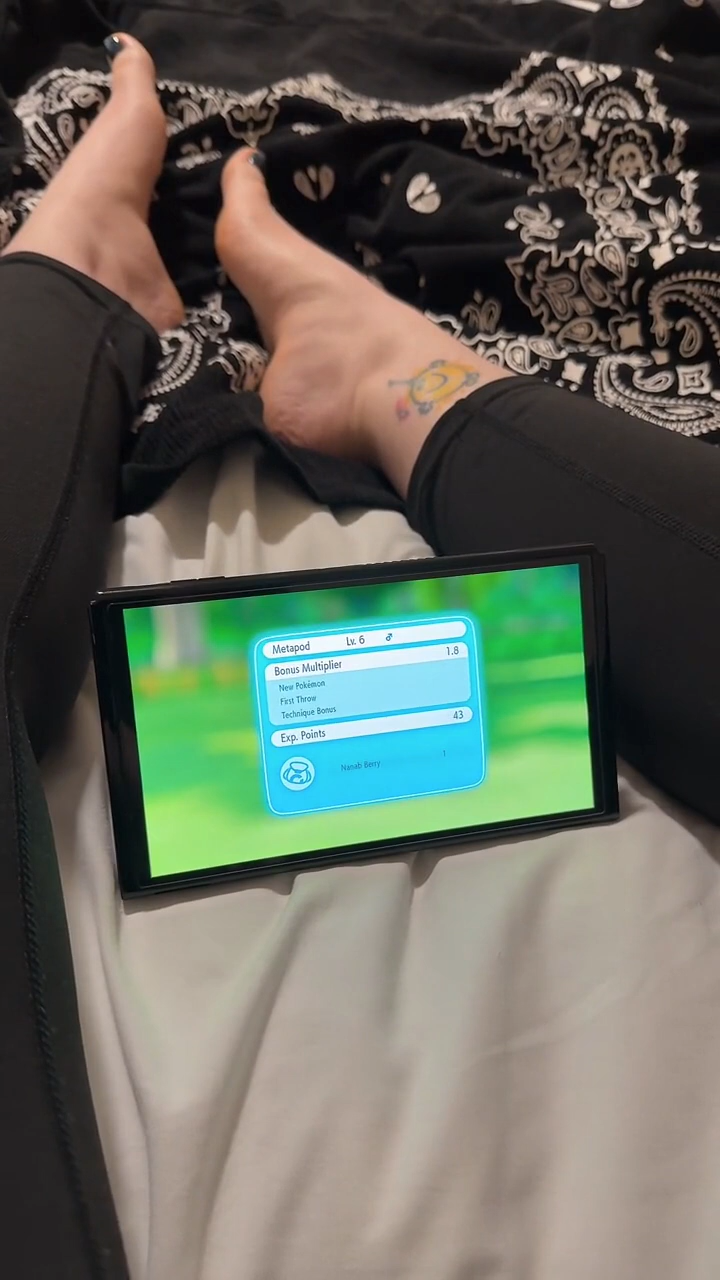 Metapod Lv. 6 ♂
Bonus Multiplier 1.8
New Pokémon
First Throw
Technique Bonus
Exp. Points 43
Nanab Berry 1